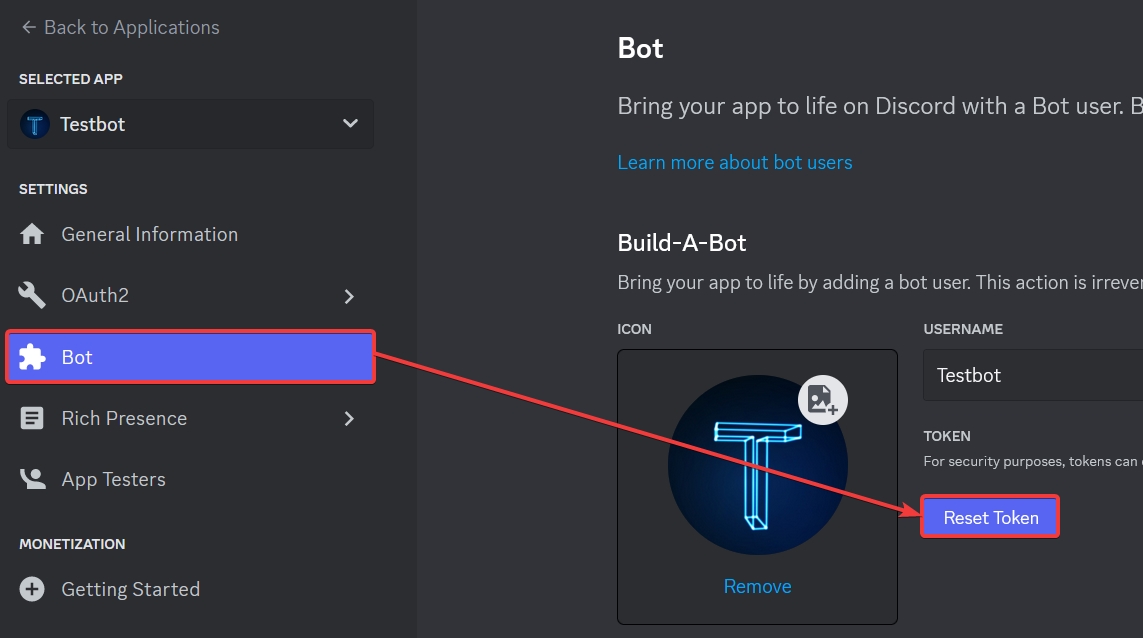 Back to Applications
SELECTED APP
Testbot
SETTINGS
General Information
OAuth2
Bot
Rich Presence
App Testers
MONETIZATION
Getting Started
Bot
Bring your app to life on Discord with a Bot user. B
Learn more about bot users
Build-A-Bot
Bring your app to life by adding a bot user. This action is irrever
ICON
T
Remove
USERNAME
Testbot
TOKEN
For security purposes, tokens can
Reset Token